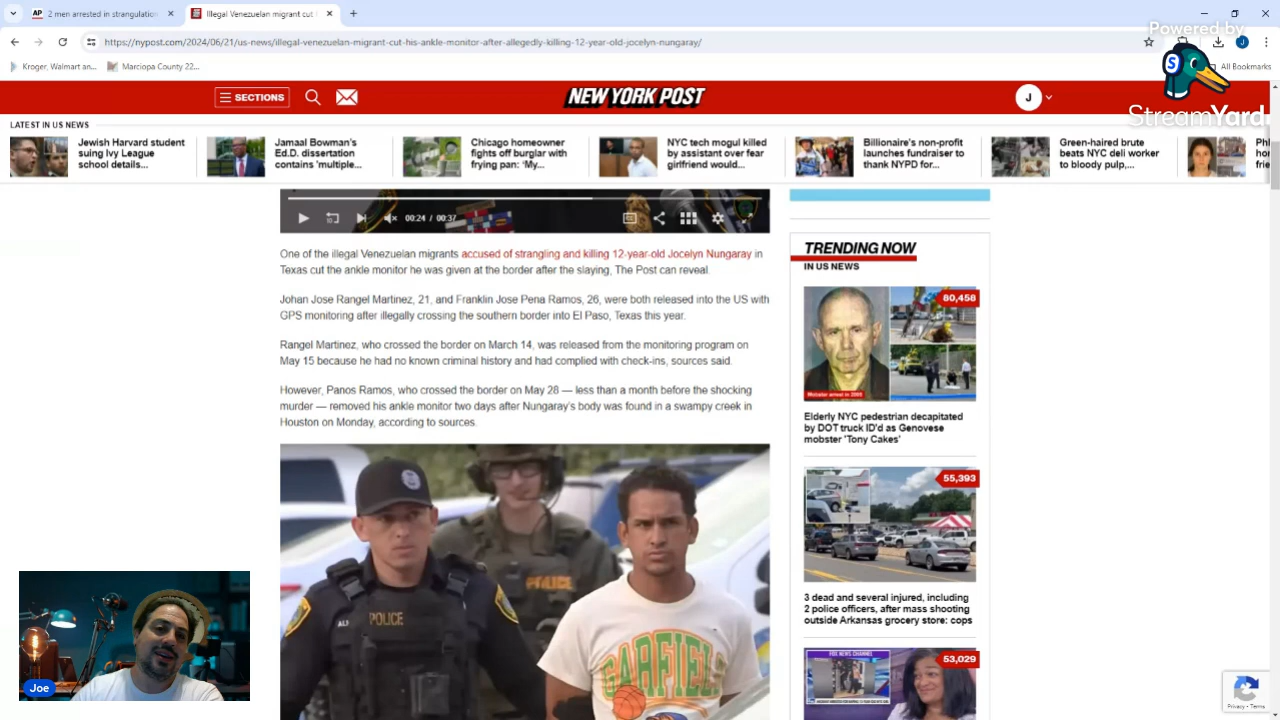 AP
2 men in strangulation of
Illegal Venezuelan migrant cut
https://nypost.com/2024/06/21/us-news/illegal-venezuelan-migrant-cut-his-ankle-monitor-after-allegedly-killing-12-year-old-jocelyn-nungaray/
Powered by
Kroger, Walmart an...
Marciopa County 22...
All Bookmarks
S
StreamYard
SECTIONS
NEW YORK POST
J
LATEST IN US NEWS
Jewish Harvard student
suing Ivy League
school details...
Jamaal Bowman's
Ed.D. dissertation
contains 'multiple...
Chicago homeowner
fights off burglar with
frying pan: 'My...
NYC tech mogul killed
by assistant over fear
girlfriend would...
Billionaire's non-profit
launches fundraiser to
thank NYPD for...
Green-haired brute
beats NYC deli worker
to bloody pulp,...
00:24 / 00:37
One of the illegal Venezuelan migrants accused of strangling and killing 12-year-old Jocelyn Nungaray in
Texas cut the ankle monitor he was given at the border after the slaying, The Post can reveal.
Johan Jose Rangel Martinez, 21, and Franklin Jose Pena Ramos, 26, were both released into the US with
GPS monitoring after illegally crossing the southern border into El Paso, Texas this year.
Rangel Martinez, who crossed the border on March 14, was released from the monitoring program on
May 15 because he had no known criminal history and had complied with check-ins, sources said.
However, Panos Ramos, who crossed the border on May 28 — less than a month before the shocking
murder — removed his ankle monitor two days after Nungaray's body was found in a swampy creek in
Houston on Monday, according to sources.
TRENDING NOW
IN US NEWS
80,458
Mobster arrest in 2005
Elderly NYC pedestrian decapitated
by DOT truck ID'd as Genovese
mobster 'Tony Cakes'
55,393
3 dead and several injured, including
2 police officers, after mass shooting
outside Arkansas grocery store: cops
53,029
FOX NEWS CHANNEL
POLICE
POLICE
GARFIELD
Joe
Privacy - Terms